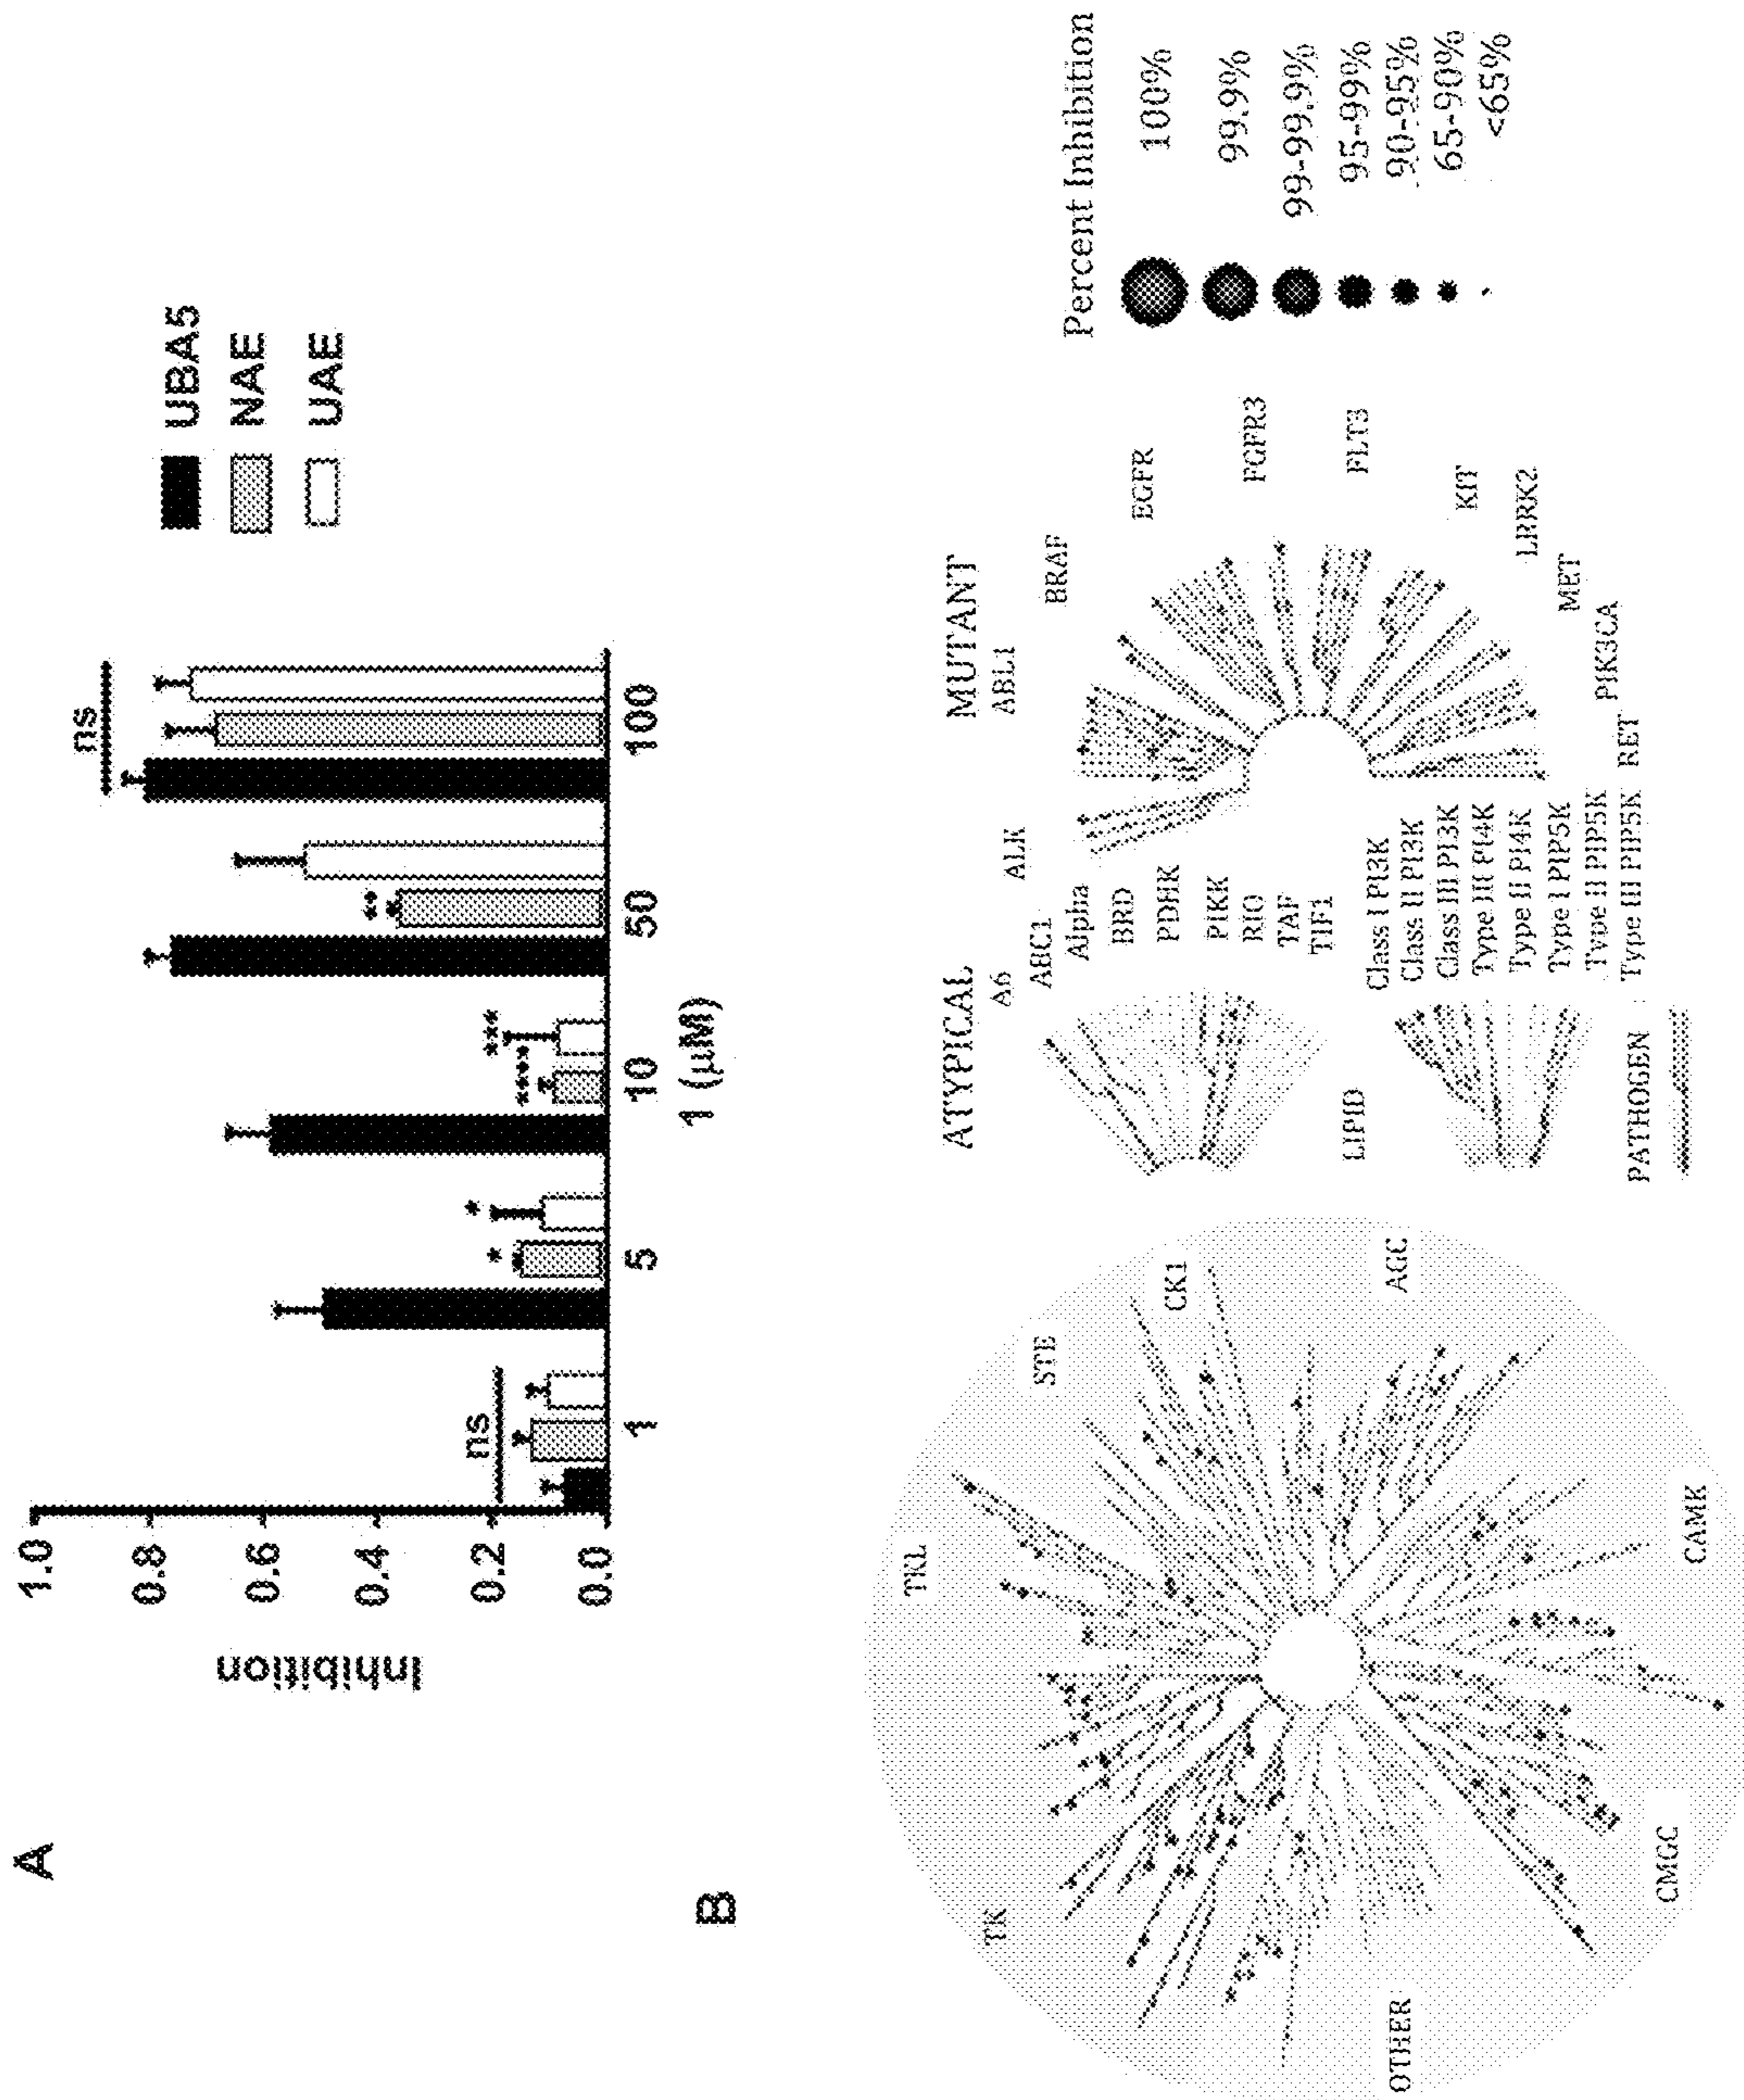 A
Inhibition
1.0
0.8
0.6
0.4
0.2
0.0
ns
*
*
****
***
**
ns
1
5
10
50
100
1 (µM)
UBA5
NAE
UAE
B
TK
TKL
STE
CK1
AGC
CAMK
CMGC
OTHER
ATYPICAL
A6
ABC1
Alpha
BRD
PDHK
PIKK
RIO
TAF
TIF1
LIPID
Class I PI3K
Class II PI3K
Class III PI3K
Type III PI4K
Type II PI4K
Type I PIP5K
Type II PIP5K
Type III PIP5K
PATHOGEN
MUTANT
ABL1
ALK
BRAF
EGFR
FGFR3
FLT3
KIT
LRRK2
MET
PIK3CA
RET
Percent Inhibition
100%
99.9%
99-99.9%
95-99%
90-95%
65-90%
<65%